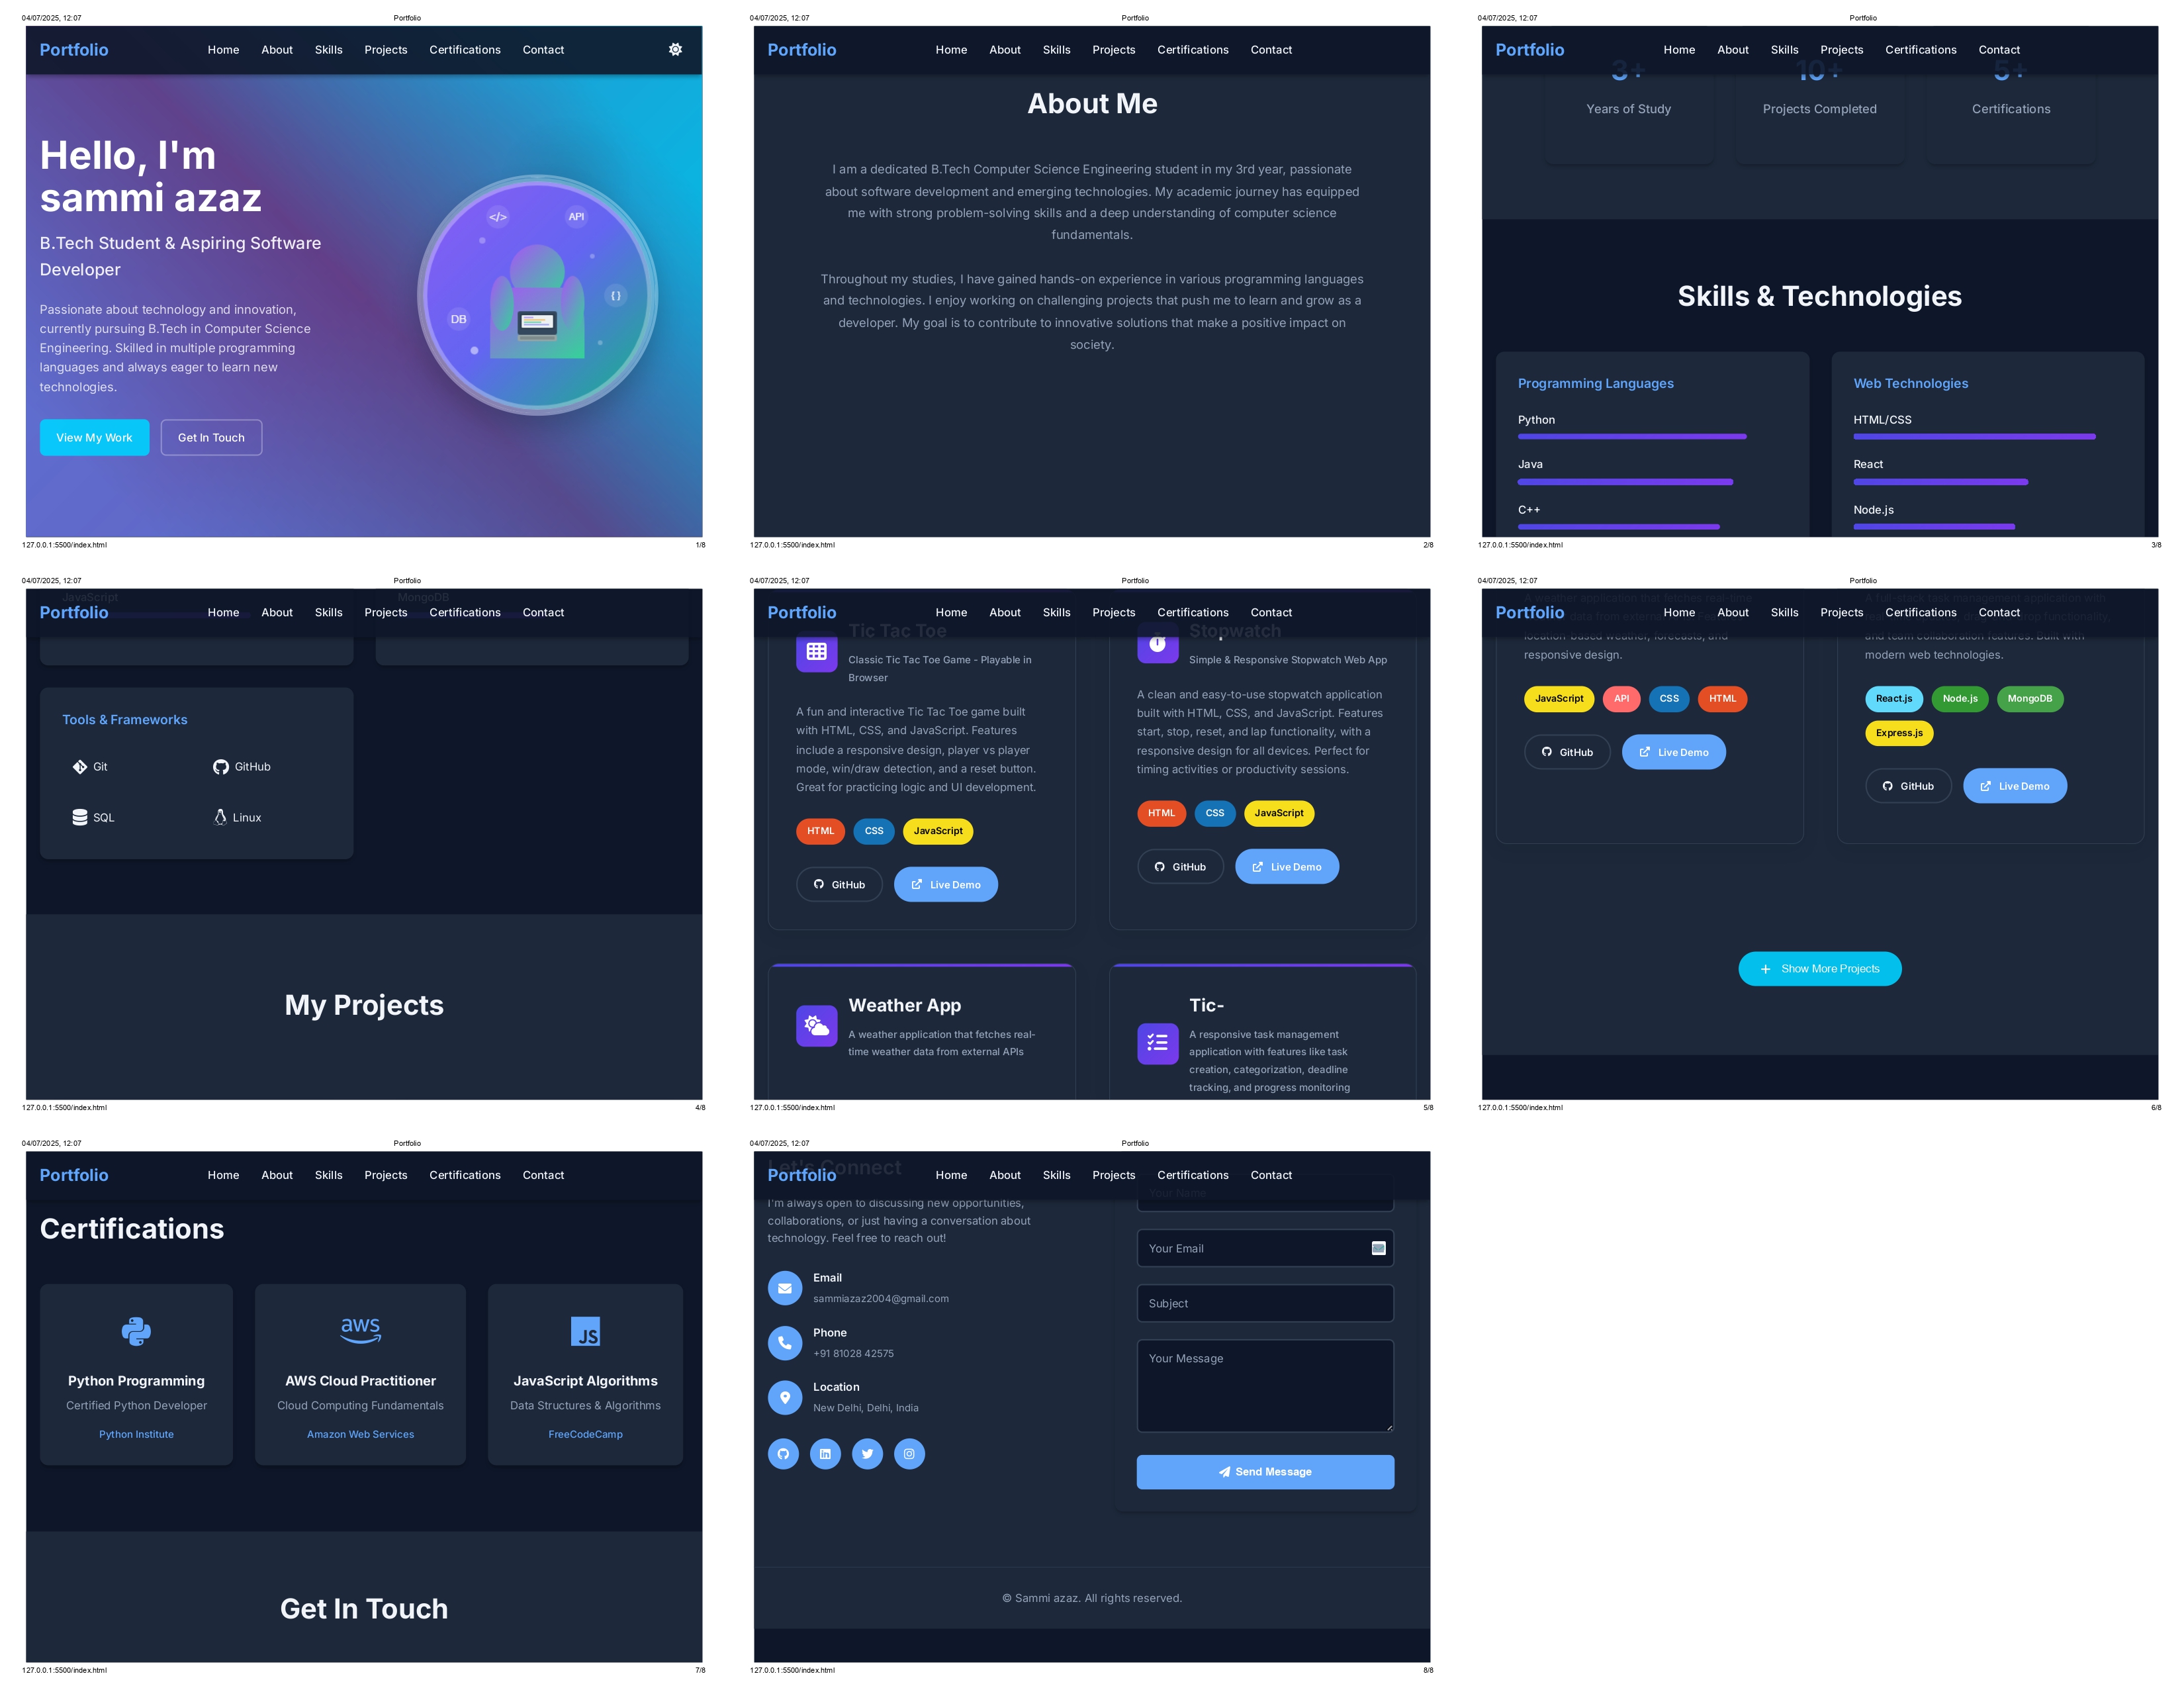 04/07/2025, 12:07 Portfolio
Portfolio Home About Skills Projects Certifications Contact
Hello, I'm
sammi azaz
B.Tech Student & Aspiring Software
Developer
Passionate about technology and innovation,
currently pursuing B.Tech in Computer Science
Engineering. Skilled in multiple programming
languages and always eager to learn new
technologies.
View My Work Get In Touch
</>
API
{ }
DB
127.0.0.1:5500/index.html 1/8
04/07/2025, 12:07 Portfolio
Portfolio Home About Skills Projects Certifications Contact
About Me
I am a dedicated B.Tech Computer Science Engineering student in my 3rd year, passionate
about software development and emerging technologies. My academic journey has equipped
me with strong problem-solving skills and a deep understanding of computer science
fundamentals.
Throughout my studies, I have gained hands-on experience in various programming languages
and technologies. I enjoy working on challenging projects that push me to learn and grow as a
developer. My goal is to contribute to innovative solutions that make a positive impact on
society.
127.0.0.1:5500/index.html 2/8
04/07/2025, 12:07 Portfolio
Portfolio Home About Skills Projects Certifications Contact
3+ 10+ 5+
Years of Study Projects Completed Certifications
Skills & Technologies
Programming Languages
Python
Java
C++
Web Technologies
HTML/CSS
React
Node.js
127.0.0.1:5500/index.html 3/8
04/07/2025, 12:07 Portfolio
JavaScript MongoDB
Portfolio Home About Skills Projects Certifications Contact
Tools & Frameworks
Git GitHub
SQL Linux
My Projects
127.0.0.1:5500/index.html 4/8
04/07/2025, 12:07 Portfolio
Portfolio Home About Skills Projects Certifications Contact
Tic Tac Toe
Classic Tic Tac Toe Game - Playable in
Browser
A fun and interactive Tic Tac Toe game built
with HTML, CSS, and JavaScript. Features
include a responsive design, player vs player
mode, win/draw detection, and a reset button.
Great for practicing logic and UI development.
HTML CSS JavaScript
GitHub Live Demo
Stopwatch
Simple & Responsive Stopwatch Web App
A clean and easy-to-use stopwatch application
built with HTML, CSS, and JavaScript. Features
start, stop, reset, and lap functionality, with a
responsive design for all devices. Perfect for
timing activities or productivity sessions.
HTML CSS JavaScript
GitHub Live Demo
Weather App
A weather application that fetches real-
time weather data from external APIs
Tic-
A responsive task management
application with features like task
creation, categorization, deadline
tracking, and progress monitoring
127.0.0.1:5500/index.html 5/8
04/07/2025, 12:07 Portfolio
Portfolio Home About Skills Projects Certifications Contact
A weather application that fetches real-time
data from external
location-based weather, forecasts, and
responsive design.
JavaScript API CSS HTML
GitHub Live Demo
A full-stack task management application with
drop functionality,
and team collaboration features. Built with
modern web technologies.
React.js Node.js MongoDB
Express.js
GitHub Live Demo
Show More Projects
127.0.0.1:5500/index.html 6/8
04/07/2025, 12:07 Portfolio
Portfolio Home About Skills Projects Certifications Contact
Certifications
aws
JS
Python Programming
Certified Python Developer
Python Institute
AWS Cloud Practitioner
Cloud Computing Fundamentals
Amazon Web Services
JavaScript Algorithms
Data Structures & Algorithms
FreeCodeCamp
Get In Touch
127.0.0.1:5500/index.html 7/8
04/07/2025, 12:07 Portfolio
Let's Connect
Portfolio Home About Skills Projects Certifications Contact
I'm always open to discussing new opportunities,
collaborations, or just having a conversation about
technology. Feel free to reach out!
Email
sammiazaz2004@gmail.com
Phone
+91 81028 42575
Location
New Delhi, Delhi, India
Your Name
Your Email
Subject
Your Message
Send Message
© Sammi azaz. All rights reserved.
127.0.0.1:5500/index.html 8/8